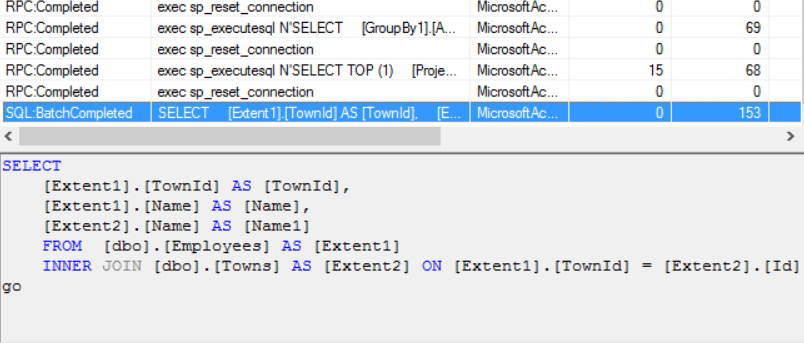 RPC:Completed exec sp_reset_connection MicrosoftAc... 0 0
RPC:Completed exec sp_executesql N'SELECT [GroupBy1].[A... MicrosoftAc... 0 69
RPC:Completed exec sp_reset_connection MicrosoftAc... 0 0
RPC:Completed exec sp_executesql N'SELECT TOP (1) [Proje... MicrosoftAc... 15 68
RPC:Completed exec sp_reset_connection MicrosoftAc... 0 0
SQL:BatchCompleted SELECT [Extent1].[TownId] AS [TownId], [E... MicrosoftAc... 0 153
SELECT
[Extent1].[TownId] AS [TownId],
[Extent1].[Name] AS [Name],
[Extent2].[Name] AS [Name1]
FROM [dbo].[Employees] AS [Extent1]
INNER JOIN [dbo].[Towns] AS [Extent2] ON [Extent1].[TownId] = [Extent2].[Id]
go